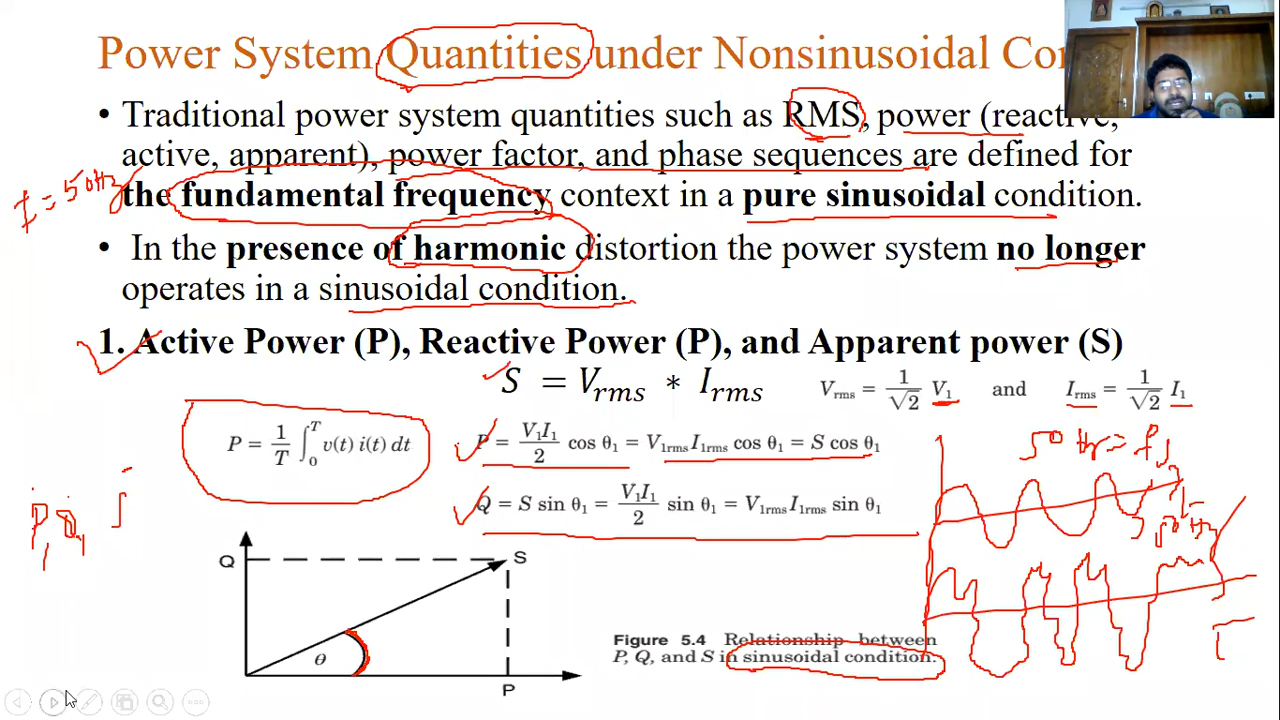 Power System Quantities under Nonsinusoidal Con
• Traditional power system quantities such as RMS, power (reactive,
active, apparent), power factor, and phase sequences are defined for
the fundamental frequency context in a pure sinusoidal condition.
f = 50Hz
• In the presence of harmonic distortion the power system no longer
operates in a sinusoidal condition.
1. Active Power (P), Reactive Power (P), and Apparent power (S)
S = Vrms * Irms
Vrms = 1/√2 V1 and Irms = 1/√2 I1
P = 1/T ∫0^T v(t) i(t) dt
P = V1I1/2 cos θ1 = V1rmsI1rms cos θ1 = S cos θ1
Q = S sin θ1 = V1I1/2 sin θ1 = V1rmsI1rms sin θ1
50 Hz = f1
P, Q, S
Q
S
θ
P
Figure 5.4 Relationship between
P, Q, and S in sinusoidal condition.